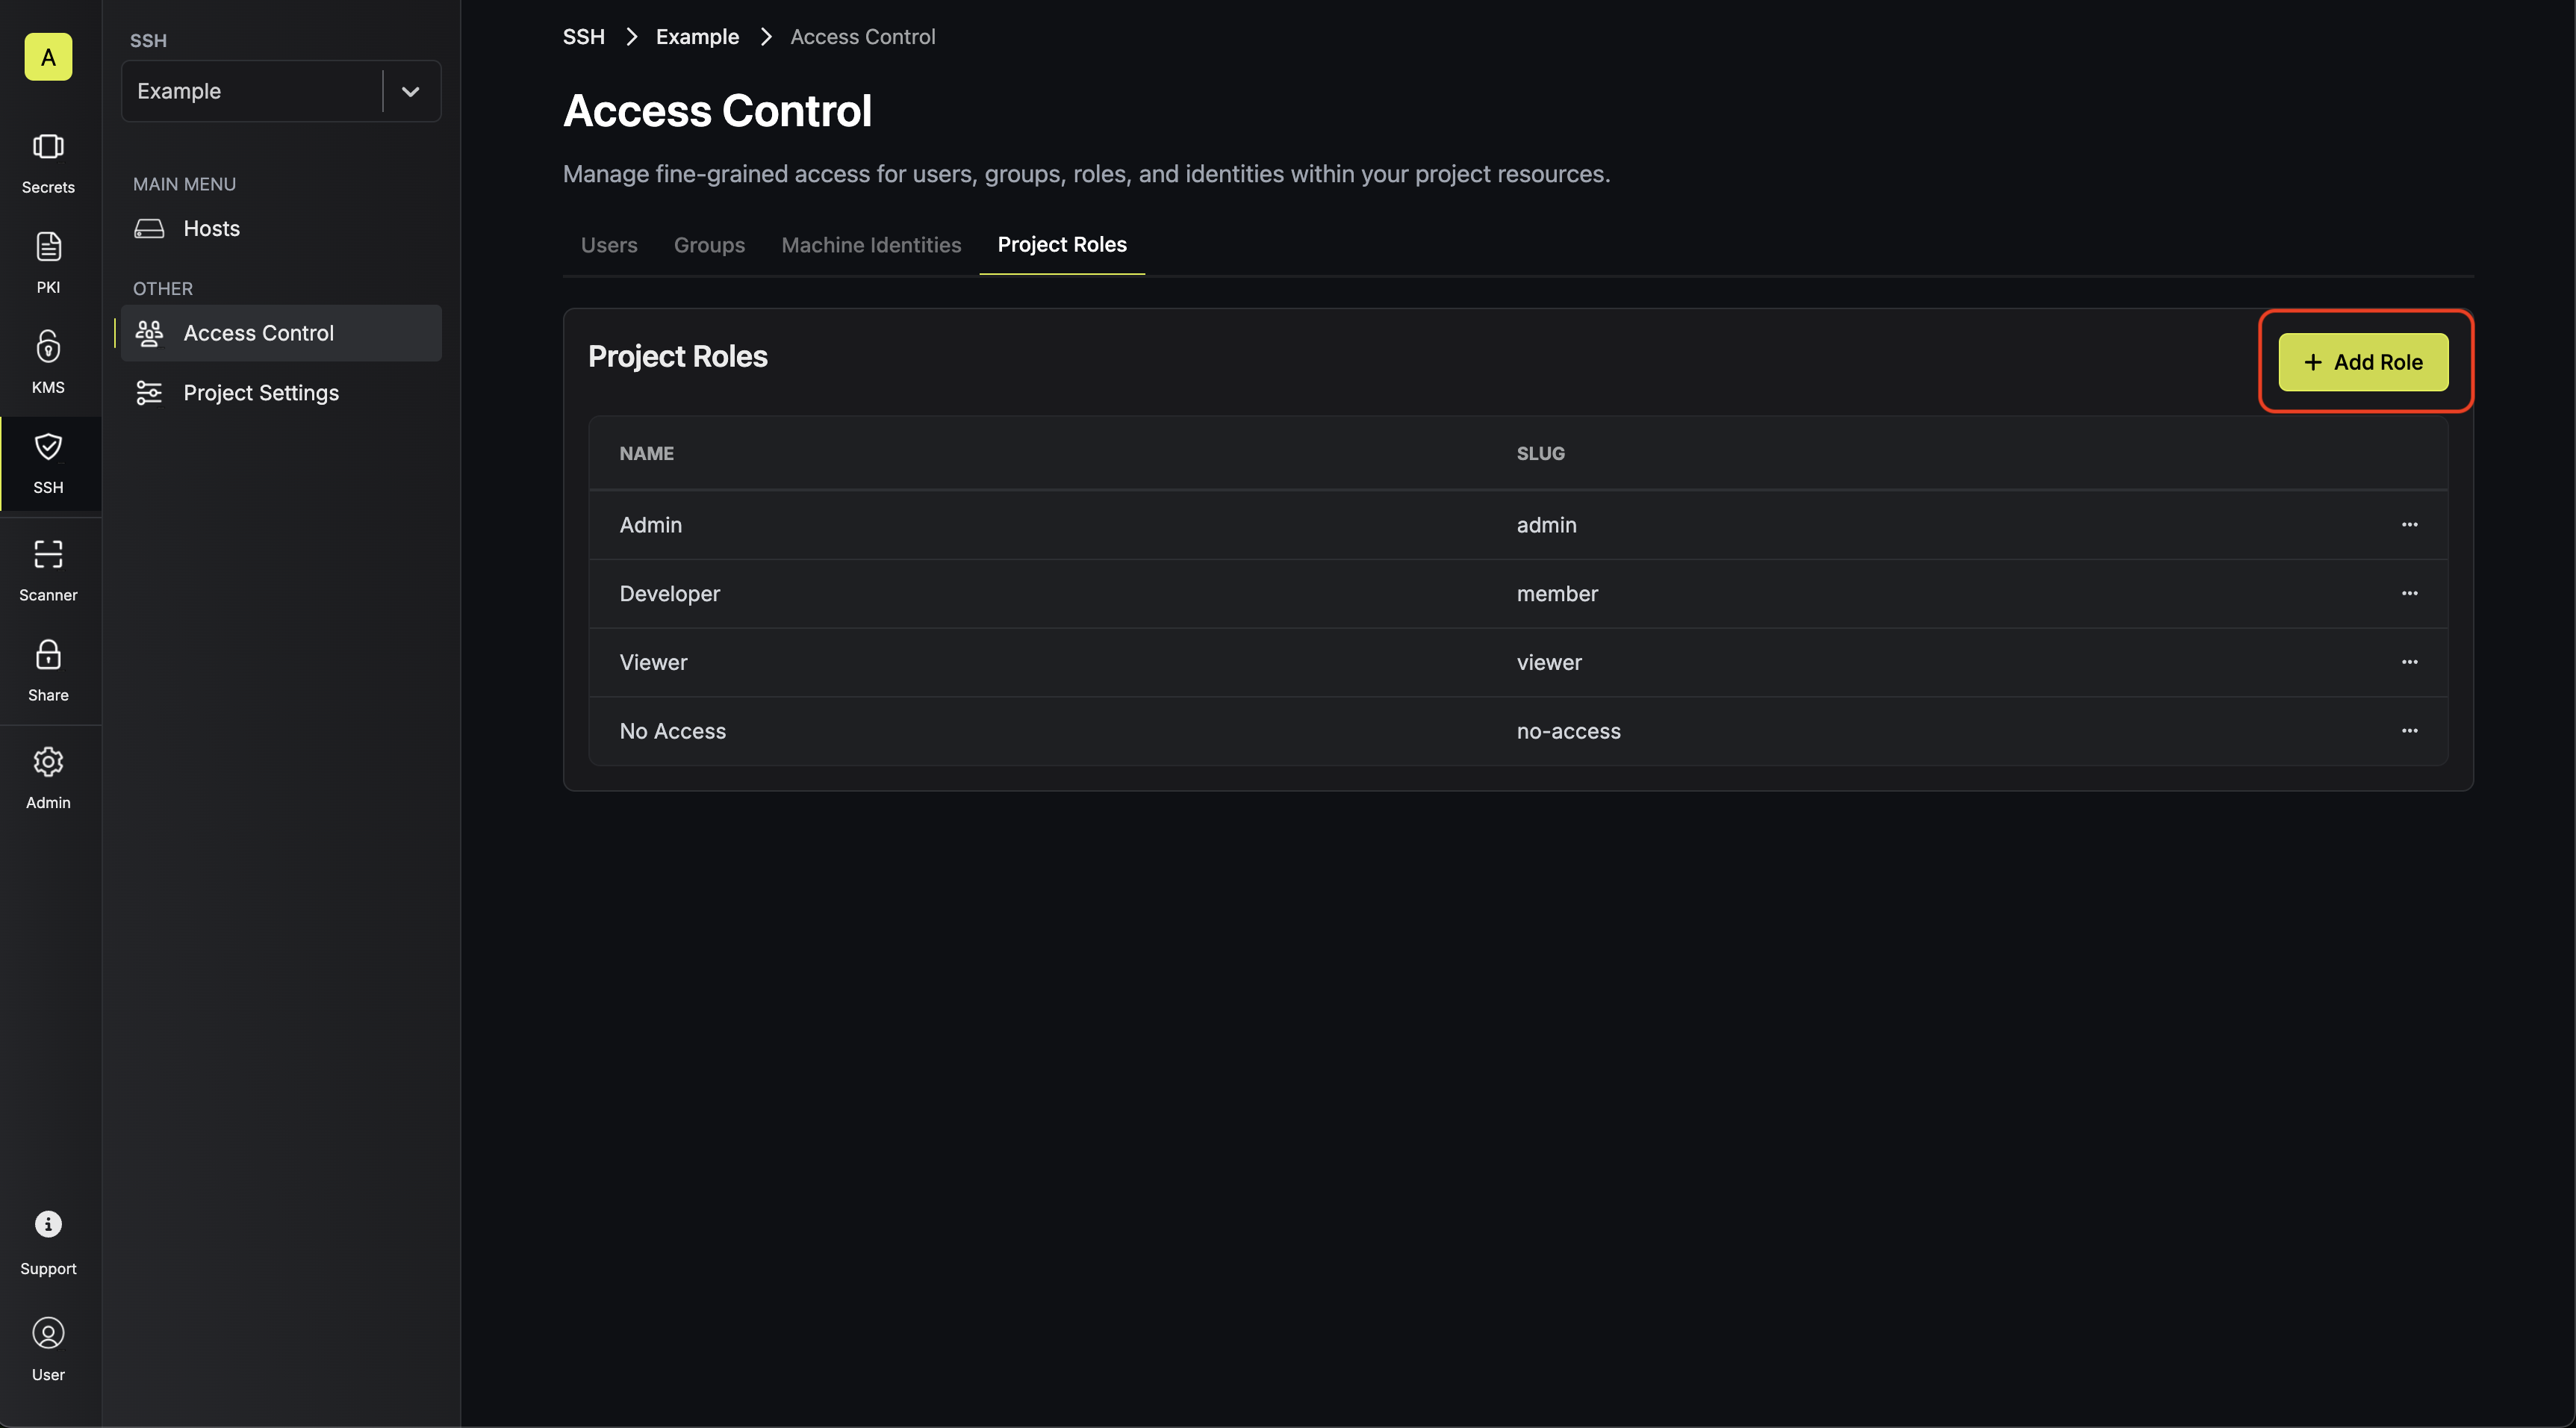 A
Secrets
PKI
KMS
SSH
Scanner
Share
Admin
Support
User
SSH
Example
MAIN MENU
Hosts
OTHER
Access Control
Project Settings
SSH Example Access Control
Access Control
Manage fine-grained access for users, groups, roles, and identities within your project resources.
Users Groups Machine Identities Project Roles
Project Roles
+ Add Role
NAME SLUG
Admin admin
Developer member
Viewer viewer
No Access no-access